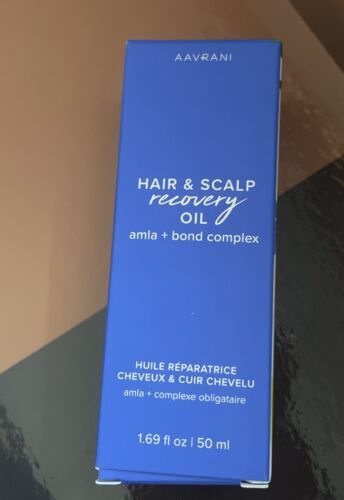 AAVRANI
HAIR & SCALP
recovery
OIL
amla + bond complex
HUILE RÉPARATRICE
CHEVEUX & CUIR CHEVELU
amla + complexe obligataire
1.69 fl oz | 50 ml